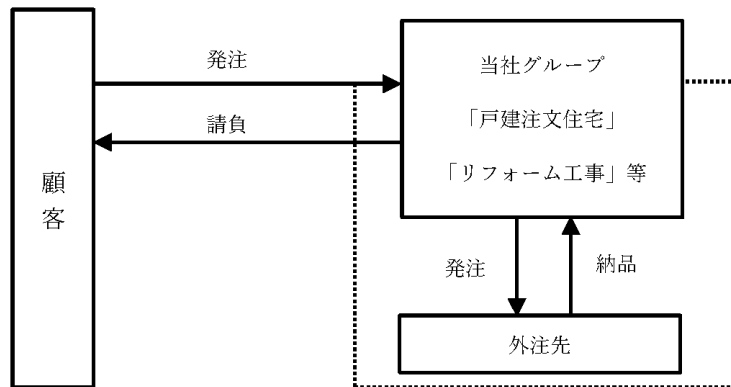 発注
請負
顧客
当社グループ
「戸建注文住宅」
「リフォーム工事」等
発注
納品
外注先